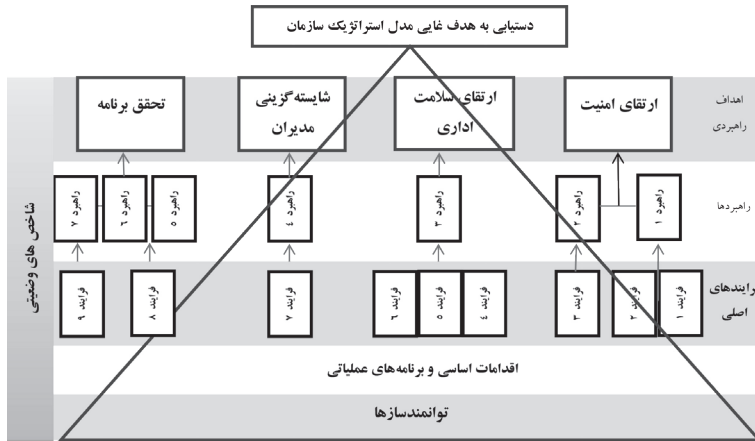 دستیابی به هدف غایی مدل استراتژیک سازمان
اهداف
راهبردی
ارتقای امنیت
ارتقای سلامت
اداری
شایسته‌گزینی
مدیران
تحقق برنامه
راهبردها
راهبرد ۱
راهبرد ۲
راهبرد ۳
راهبرد ۴
راهبرد ۵
راهبرد ۶
راهبرد ۷
رایندهای
اصلی
فرایند ۱
فرایند ۲
فرایند ۳
فرایند ۴
فرایند ۵
فرایند ۶
فرایند ۷
فرایند ۸
فرایند ۹
اقدامات اساسی و برنامه‌های عملیاتی
توانمندسازها
شاخص های وضعیتی